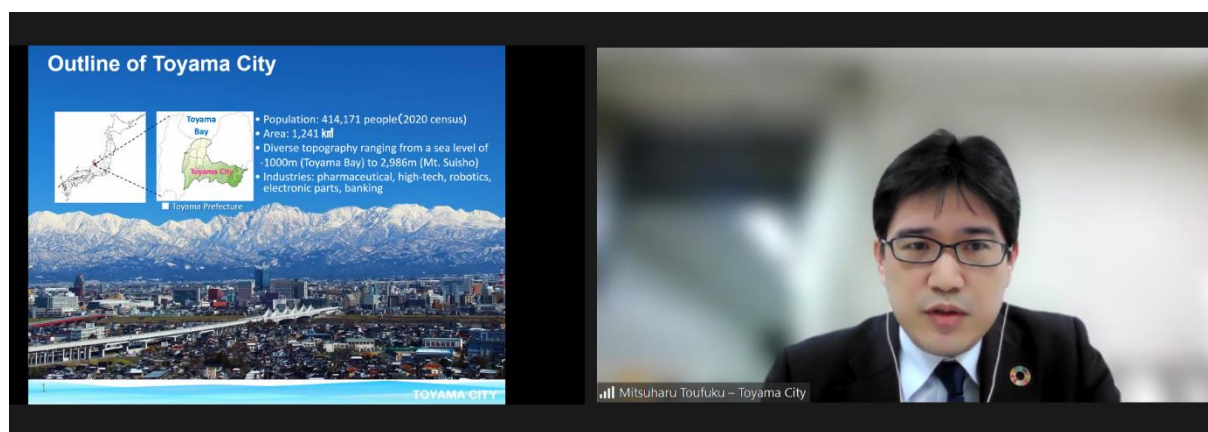 Outline of Toyama City
Toyama
Bay
Toyama City
Toyama Prefecture
• Population: 414,171 people(2020 census)
• Area: 1,241 ㎢
• Diverse topography ranging from a sea level of
-1000m (Toyama Bay) to 2,986m (Mt. Suisho)
• Industries: pharmaceutical, high-tech, robotics,
electronic parts, banking
1
TOYAMA CITY
Mitsuharu Toufuku – Toyama City